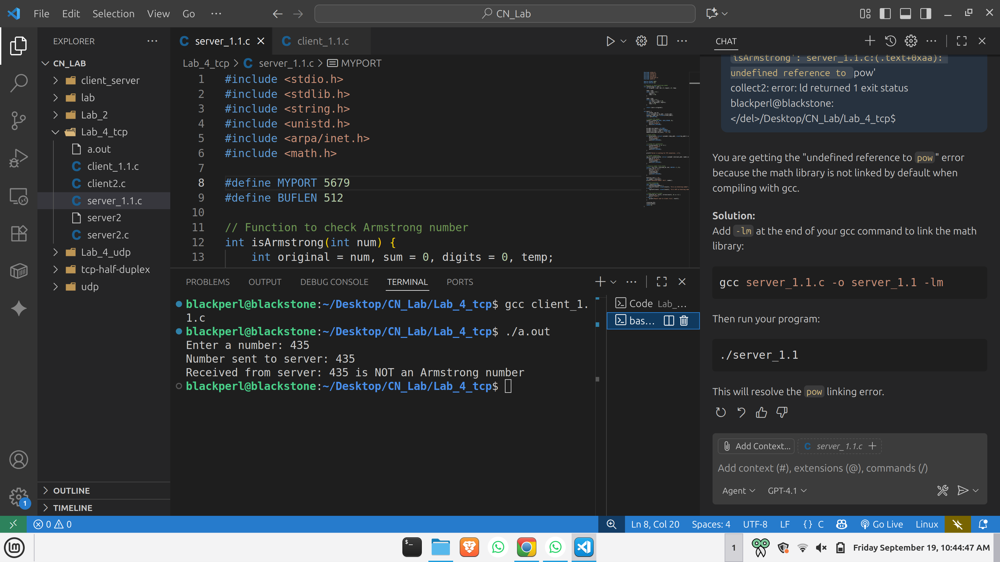 File Edit Selection View Go ···
CN_Lab
EXPLORER
CN_LAB
client_server
lab
Lab_2
Lab_4_tcp
a.out
client_1.1.c
client2.c
server_1.1.c
server2
server2.c
Lab_4_udp
tcp-half-duplex
udp
OUTLINE
TIMELINE
server_1.1.c
client_1.1.c
Lab_4_tcp > server_1.1.c > MYPORT
1 #include <stdio.h>
2 #include <stdlib.h>
3 #include <string.h>
4 #include <unistd.h>
5 #include <arpa/inet.h>
6 #include <math.h>
7
8 #define MYPORT 5679
9 #define BUFLEN 512
10
11 // Function to check Armstrong number
12 int isArmstrong(int num) {
13 int original = num, sum = 0, digits = 0, temp;
PROBLEMS OUTPUT DEBUG CONSOLE TERMINAL PORTS
blackperl@blackstone:~/Desktop/CN_Lab/Lab_4_tcp$ gcc client_1.
1.c
blackperl@blackstone:~/Desktop/CN_Lab/Lab_4_tcp$ ./a.out
Enter a number: 435
Number sent to server: 435
Received from server: 435 is NOT an Armstrong number
blackperl@blackstone:~/Desktop/CN_Lab/Lab_4_tcp$
Code Lab_...
bas...
CHAT
isArmstrong': server_1.1.c:(.text+0xaa):
undefined reference to pow'
collect2: error: ld returned 1 exit status
blackperl@blackstone:
</del>/Desktop/CN_Lab/Lab_4_tcp$
You are getting the "undefined reference to pow" error
because the math library is not linked by default when
compiling with gcc.
Solution:
Add -lm at the end of your gcc command to link the math
library:
gcc server_1.1.c -o server_1.1 -lm
Then run your program:
./server_1.1
This will resolve the pow linking error.
Add Context... server_1.1.c
Add context (#), extensions (@), commands (/)
Agent GPT-4.1
1
0 0
Ln 8, Col 20 Spaces: 4 UTF-8 LF {} C Go Live Linux
1 Friday September 19, 10:44:47 AM